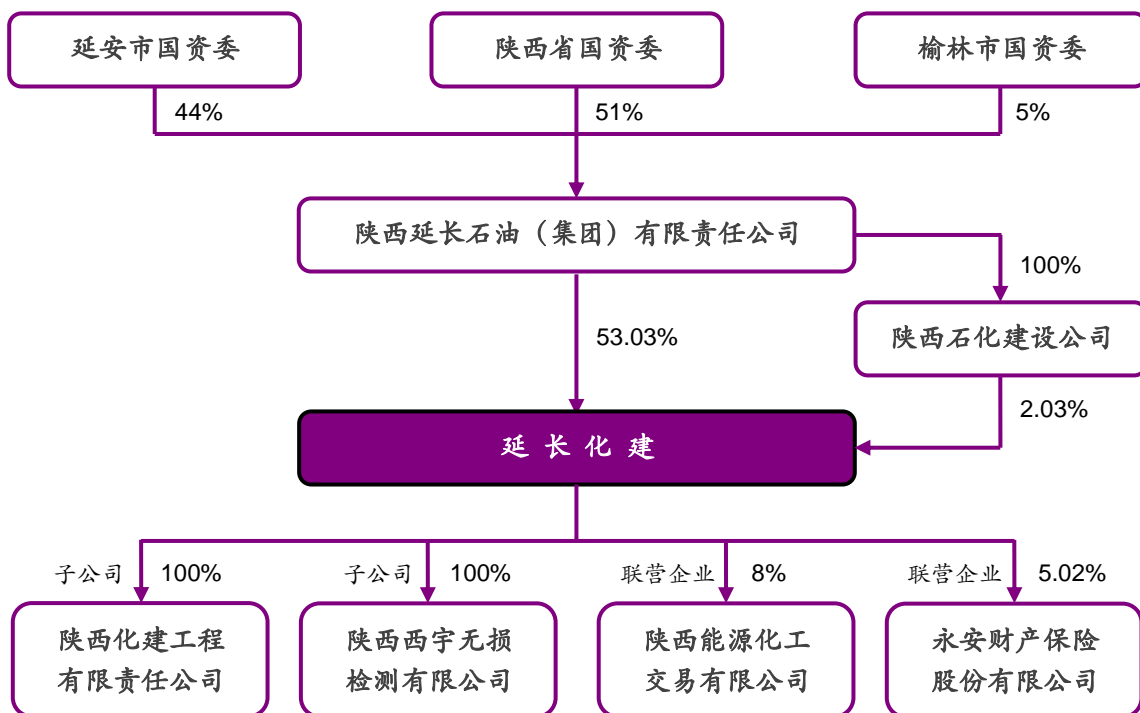 延安市国资委
陕西省国资委
榆林市国资委
44%
51%
5%
陕西延长石油（集团）有限责任公司
100%
53.03%
陕西石化建设公司
2.03%
延长化建
子公司 100%
子公司 100%
联营企业 8%
联营企业 5.02%
陕西化建工程
有限责任公司
陕西西宇无损
检测有限公司
陕西能源化工
交易有限公司
永安财产保险
股份有限公司